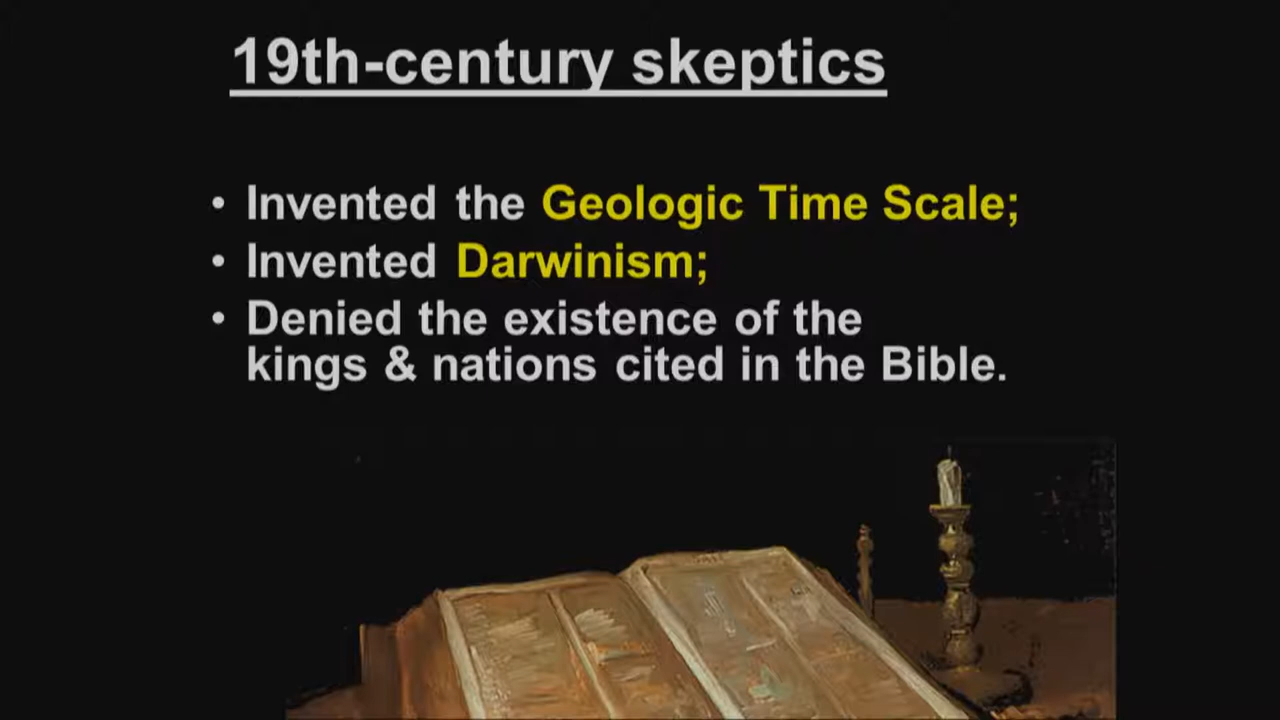 19th-century skeptics
• Invented the Geologic Time Scale;
• Invented Darwinism;
• Denied the existence of the
kings & nations cited in the Bible.